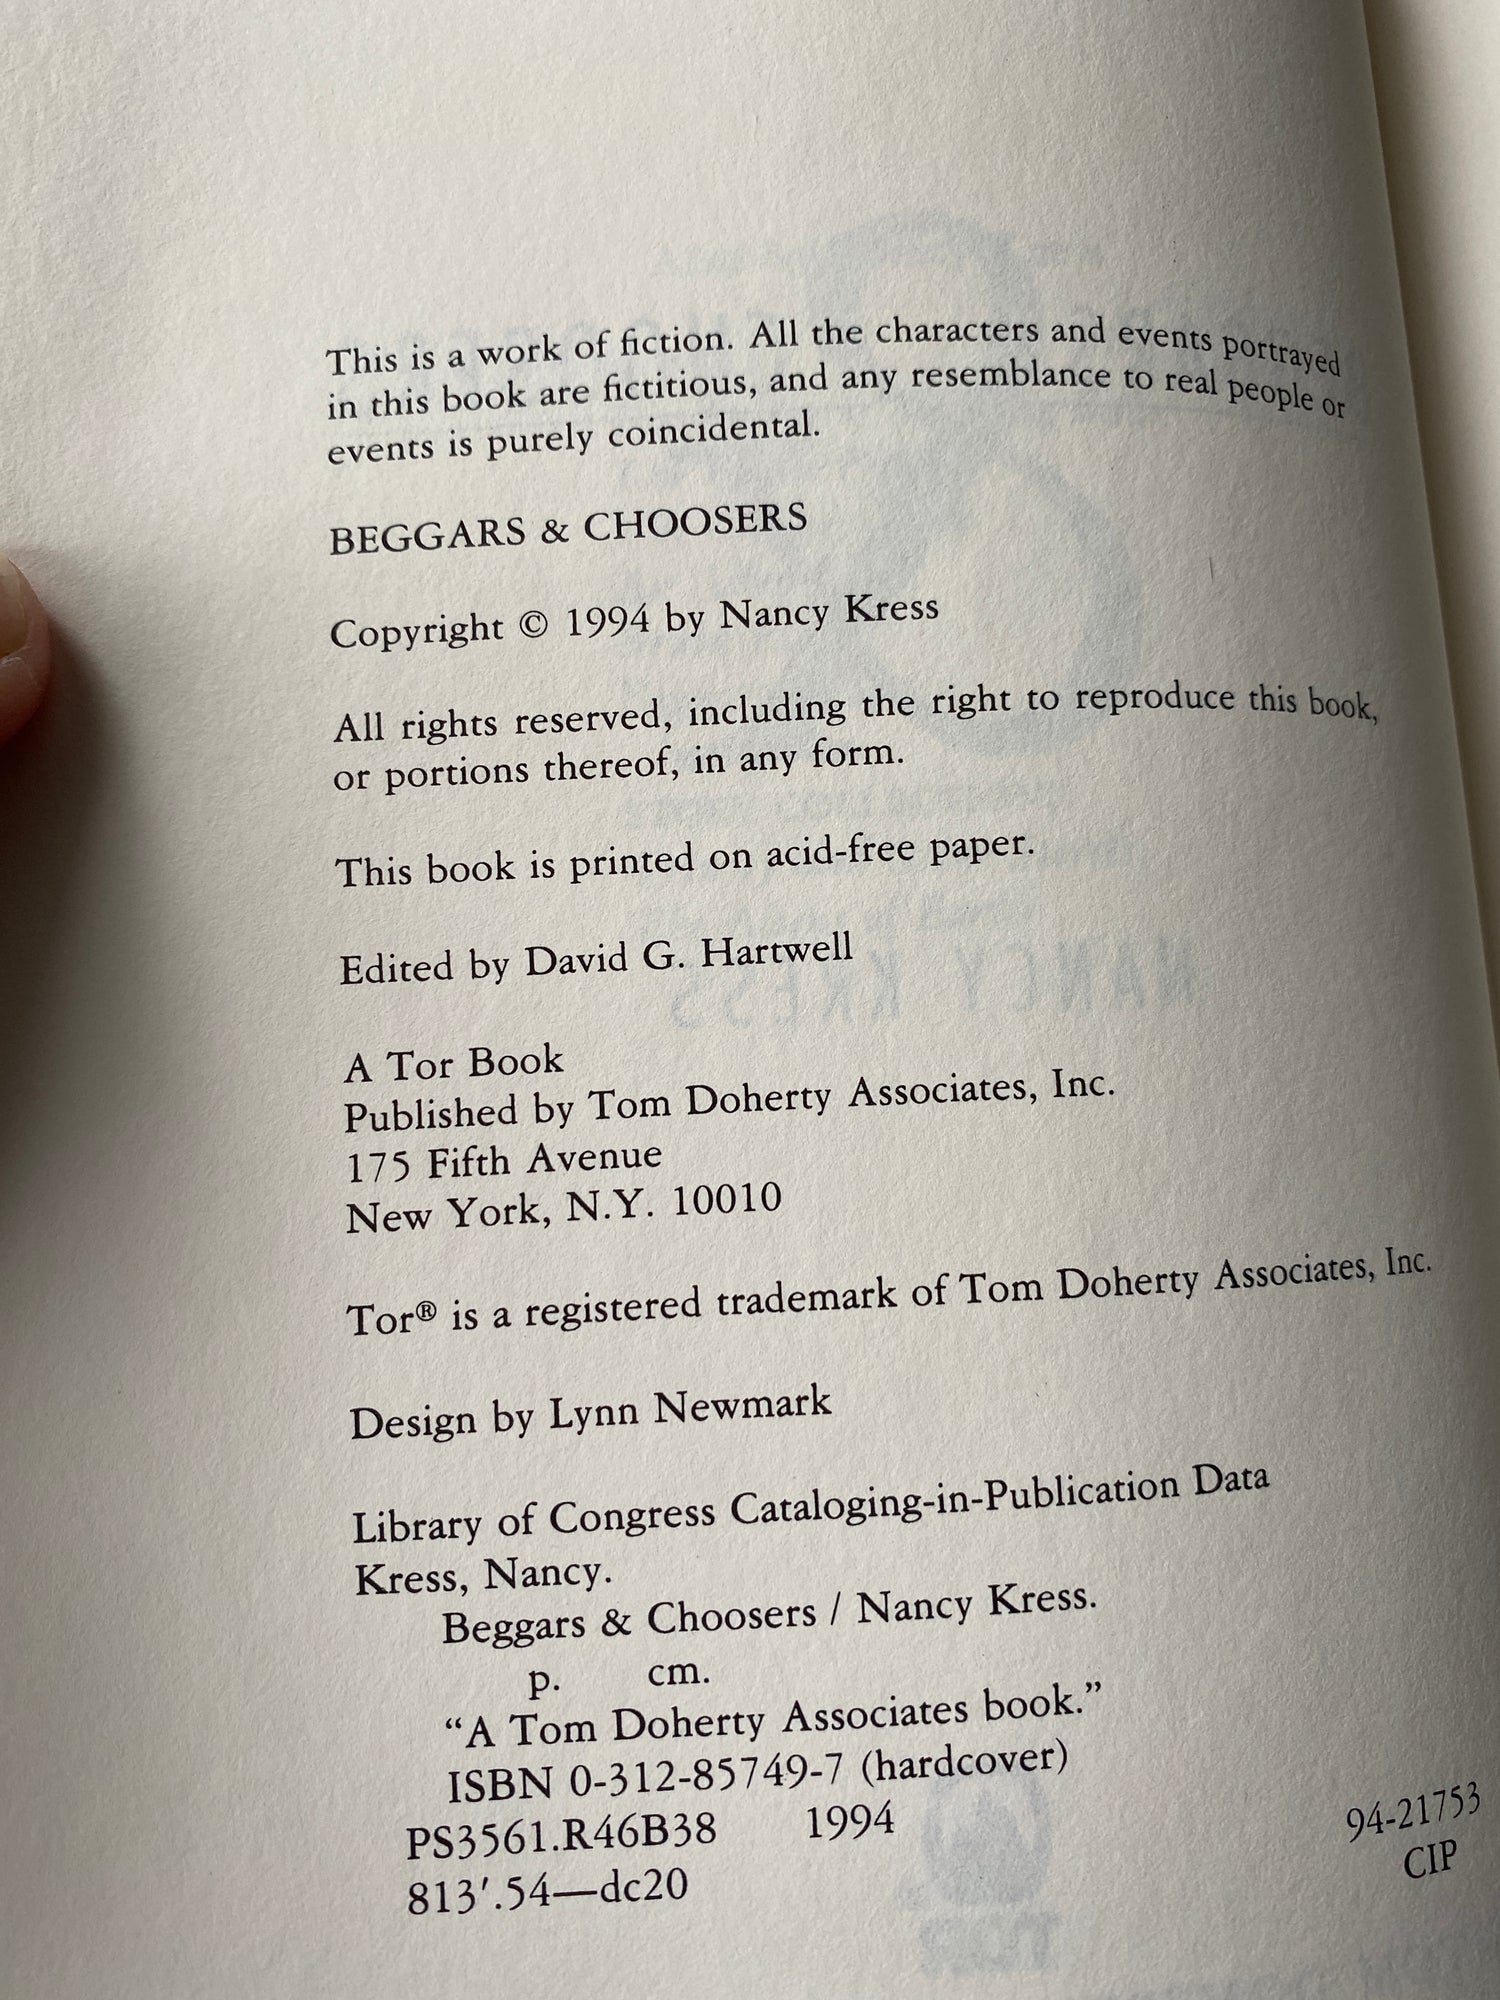 This is a work of fiction. All the characters and events portrayed
in this book are fictitious, and any resemblance to real people or
events is purely coincidental.
BEGGARS & CHOOSERS
Copyright © 1994 by Nancy Kress
All rights reserved, including the right to reproduce this book,
or portions thereof, in any form.
This book is printed on acid-free paper.
Edited by David G. Hartwell
NANCY KRESS
A Tor Book
Published by Tom Doherty Associates, Inc.
175 Fifth Avenue
New York, N.Y. 10010
Tor® is a registered trademark of Tom Doherty Associates, Inc.
Design by Lynn Newmark
Library of Congress Cataloging-in-Publication Data
Kress, Nancy.
Beggars & Choosers / Nancy Kress.
p. cm.
“A Tom Doherty Associates book.”
ISBN 0-312-85749-7 (hardcover)
PS3561.R46B38 1994 94-21753
813′.54—dc20 CIP
TOR